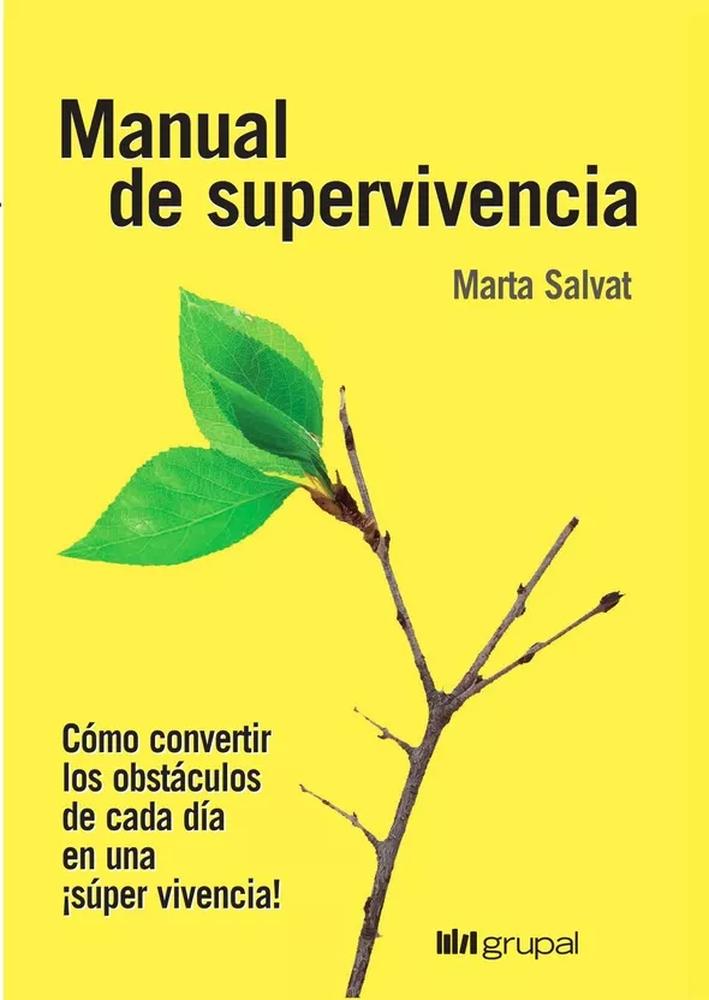 Manual
de supervivencia
Marta Salvat
Cómo convertir
los obstáculos
de cada día
en una
¡súper vivencia!
grupal